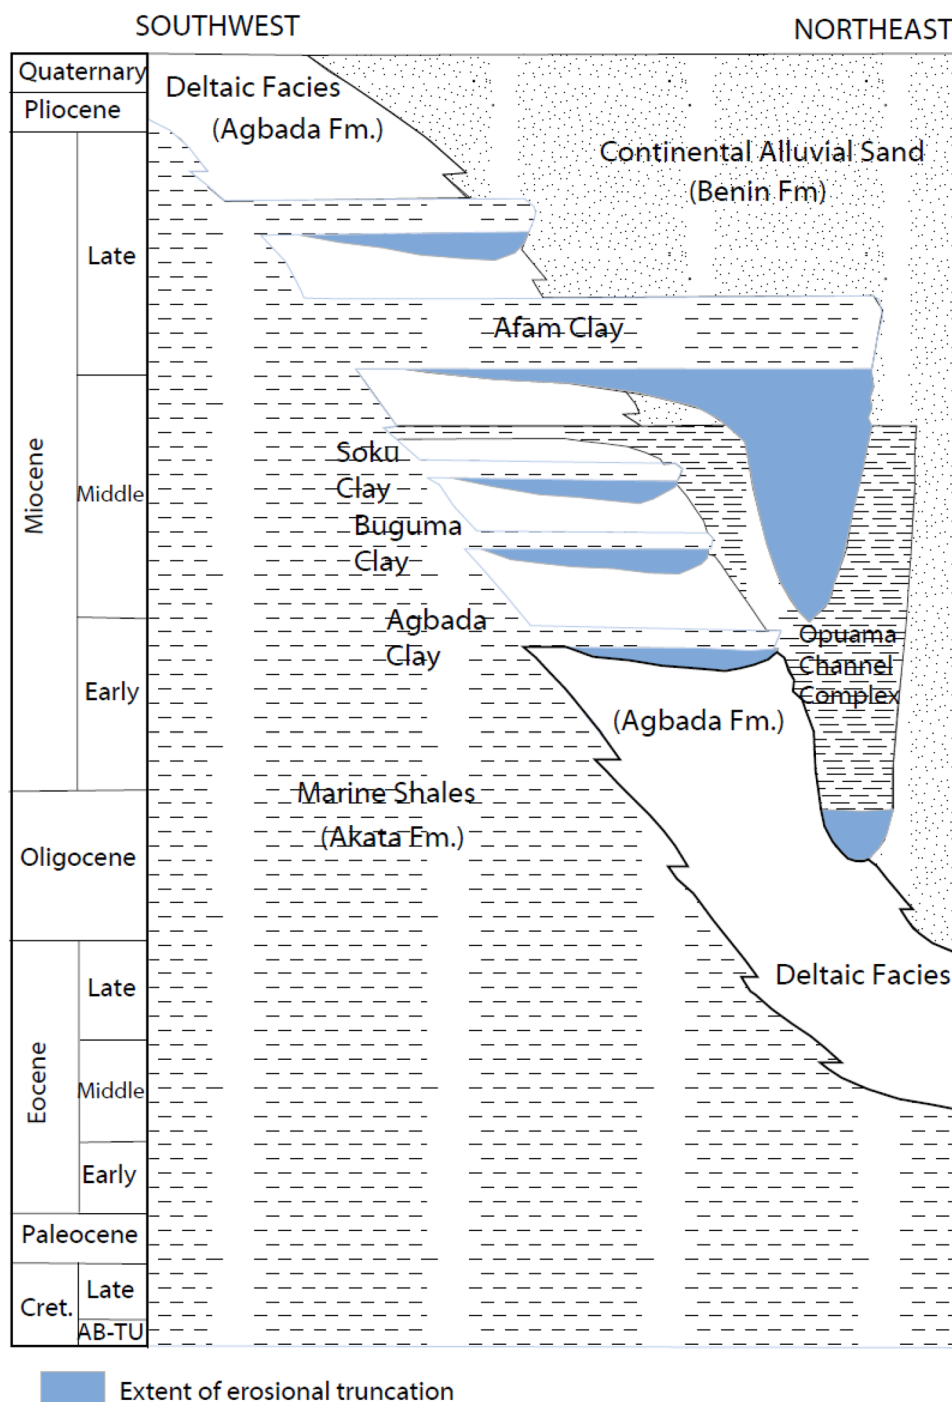 SOUTHWEST
NORTHEAST
Quaternary
Pliocene
Miocene
Late
Middle
Early
Oligocene
Eocene
Late
Middle
Early
Paleocene
Cret.
Late
AB-TU
Deltaic Facies
(Agbada Fm.)
Continental Alluvial Sand
(Benin Fm)
Afam Clay
Soku
Clay
Buguma
Clay
Agbada
Clay
Opuama
Channel
Complex
(Agbada Fm.)
Marine Shales
(Akata Fm.)
Deltaic Facies
Extent of erosional truncation